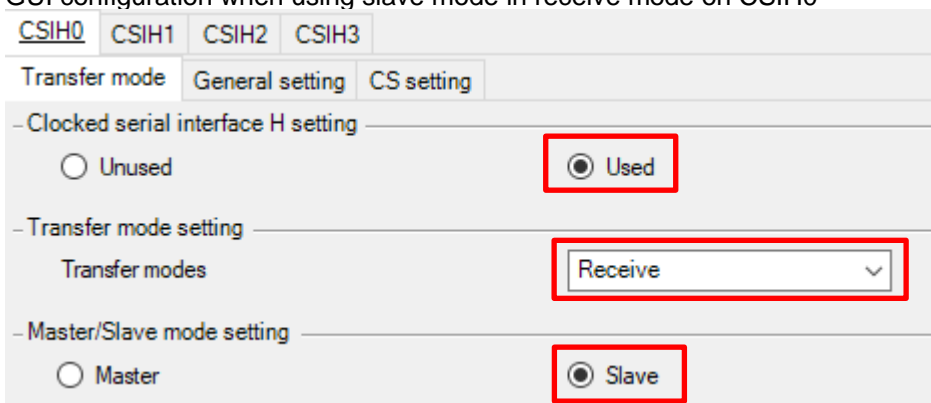 GUI configuration when using slave mode in receive mode on CSIH0
CSIH0 CSIH1 CSIH2 CSIH3
Transfer mode General setting CS setting
Clocked serial interface H setting
Unused Used
Transfer mode setting
Transfer modes Receive
Master/Slave mode setting
Master Slave